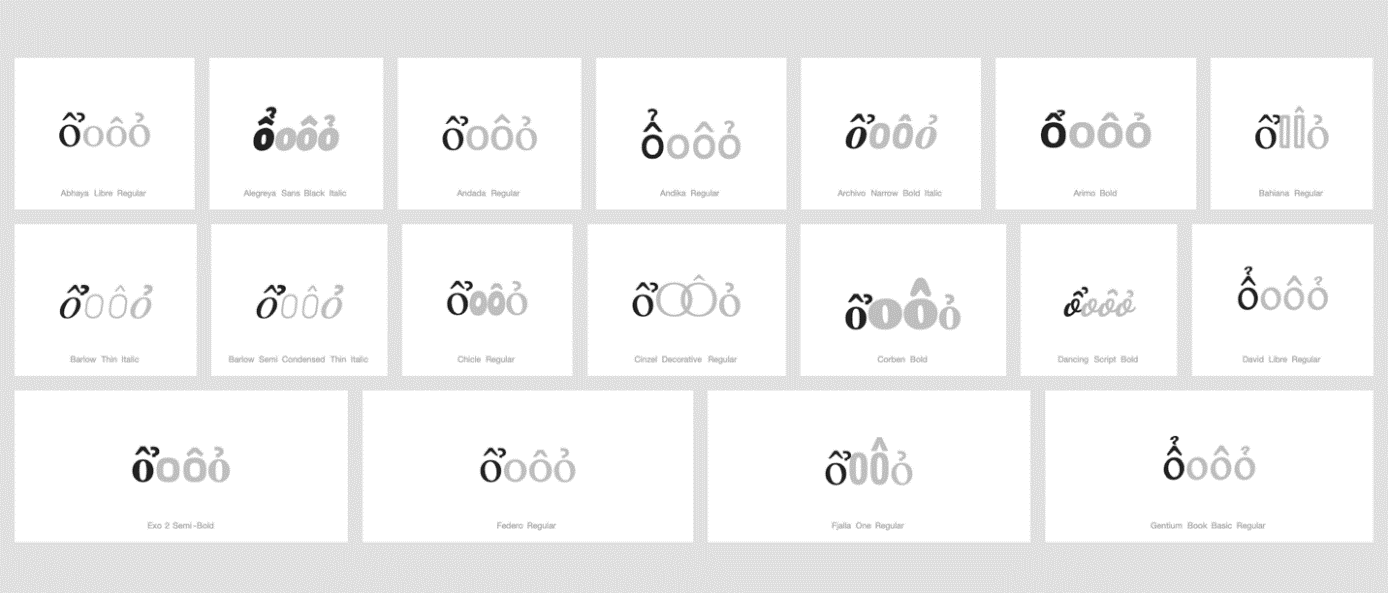 ổoôỏ
Abhaya Libre Regular
ổoôỏ
Alegreya Sans Black Italic
ổoôỏ
Andada Regular
ổoôỏ
Andika Regular
ổoôỏ
Archivo Narrow Bold Italic
ổoôỏ
Arimo Bold
ổoôỏ
Bahiana Regular
ổoôỏ
Barlow Thin Italic
ổoôỏ
Barlow Semi Condensed Thin Italic
ổoôỏ
Chicle Regular
ổoôỏ
Cinzel Decorative Regular
ổoôỏ
Corben Bold
ổoôỏ
Dancing Script Bold
ổoôỏ
David Libre Regular
ổoôỏ
Exo 2 Semi-Bold
ổoôỏ
Federo Regular
ổoôỏ
Fjalla One Regular
ổoôỏ
Gentium Book Basic Regular